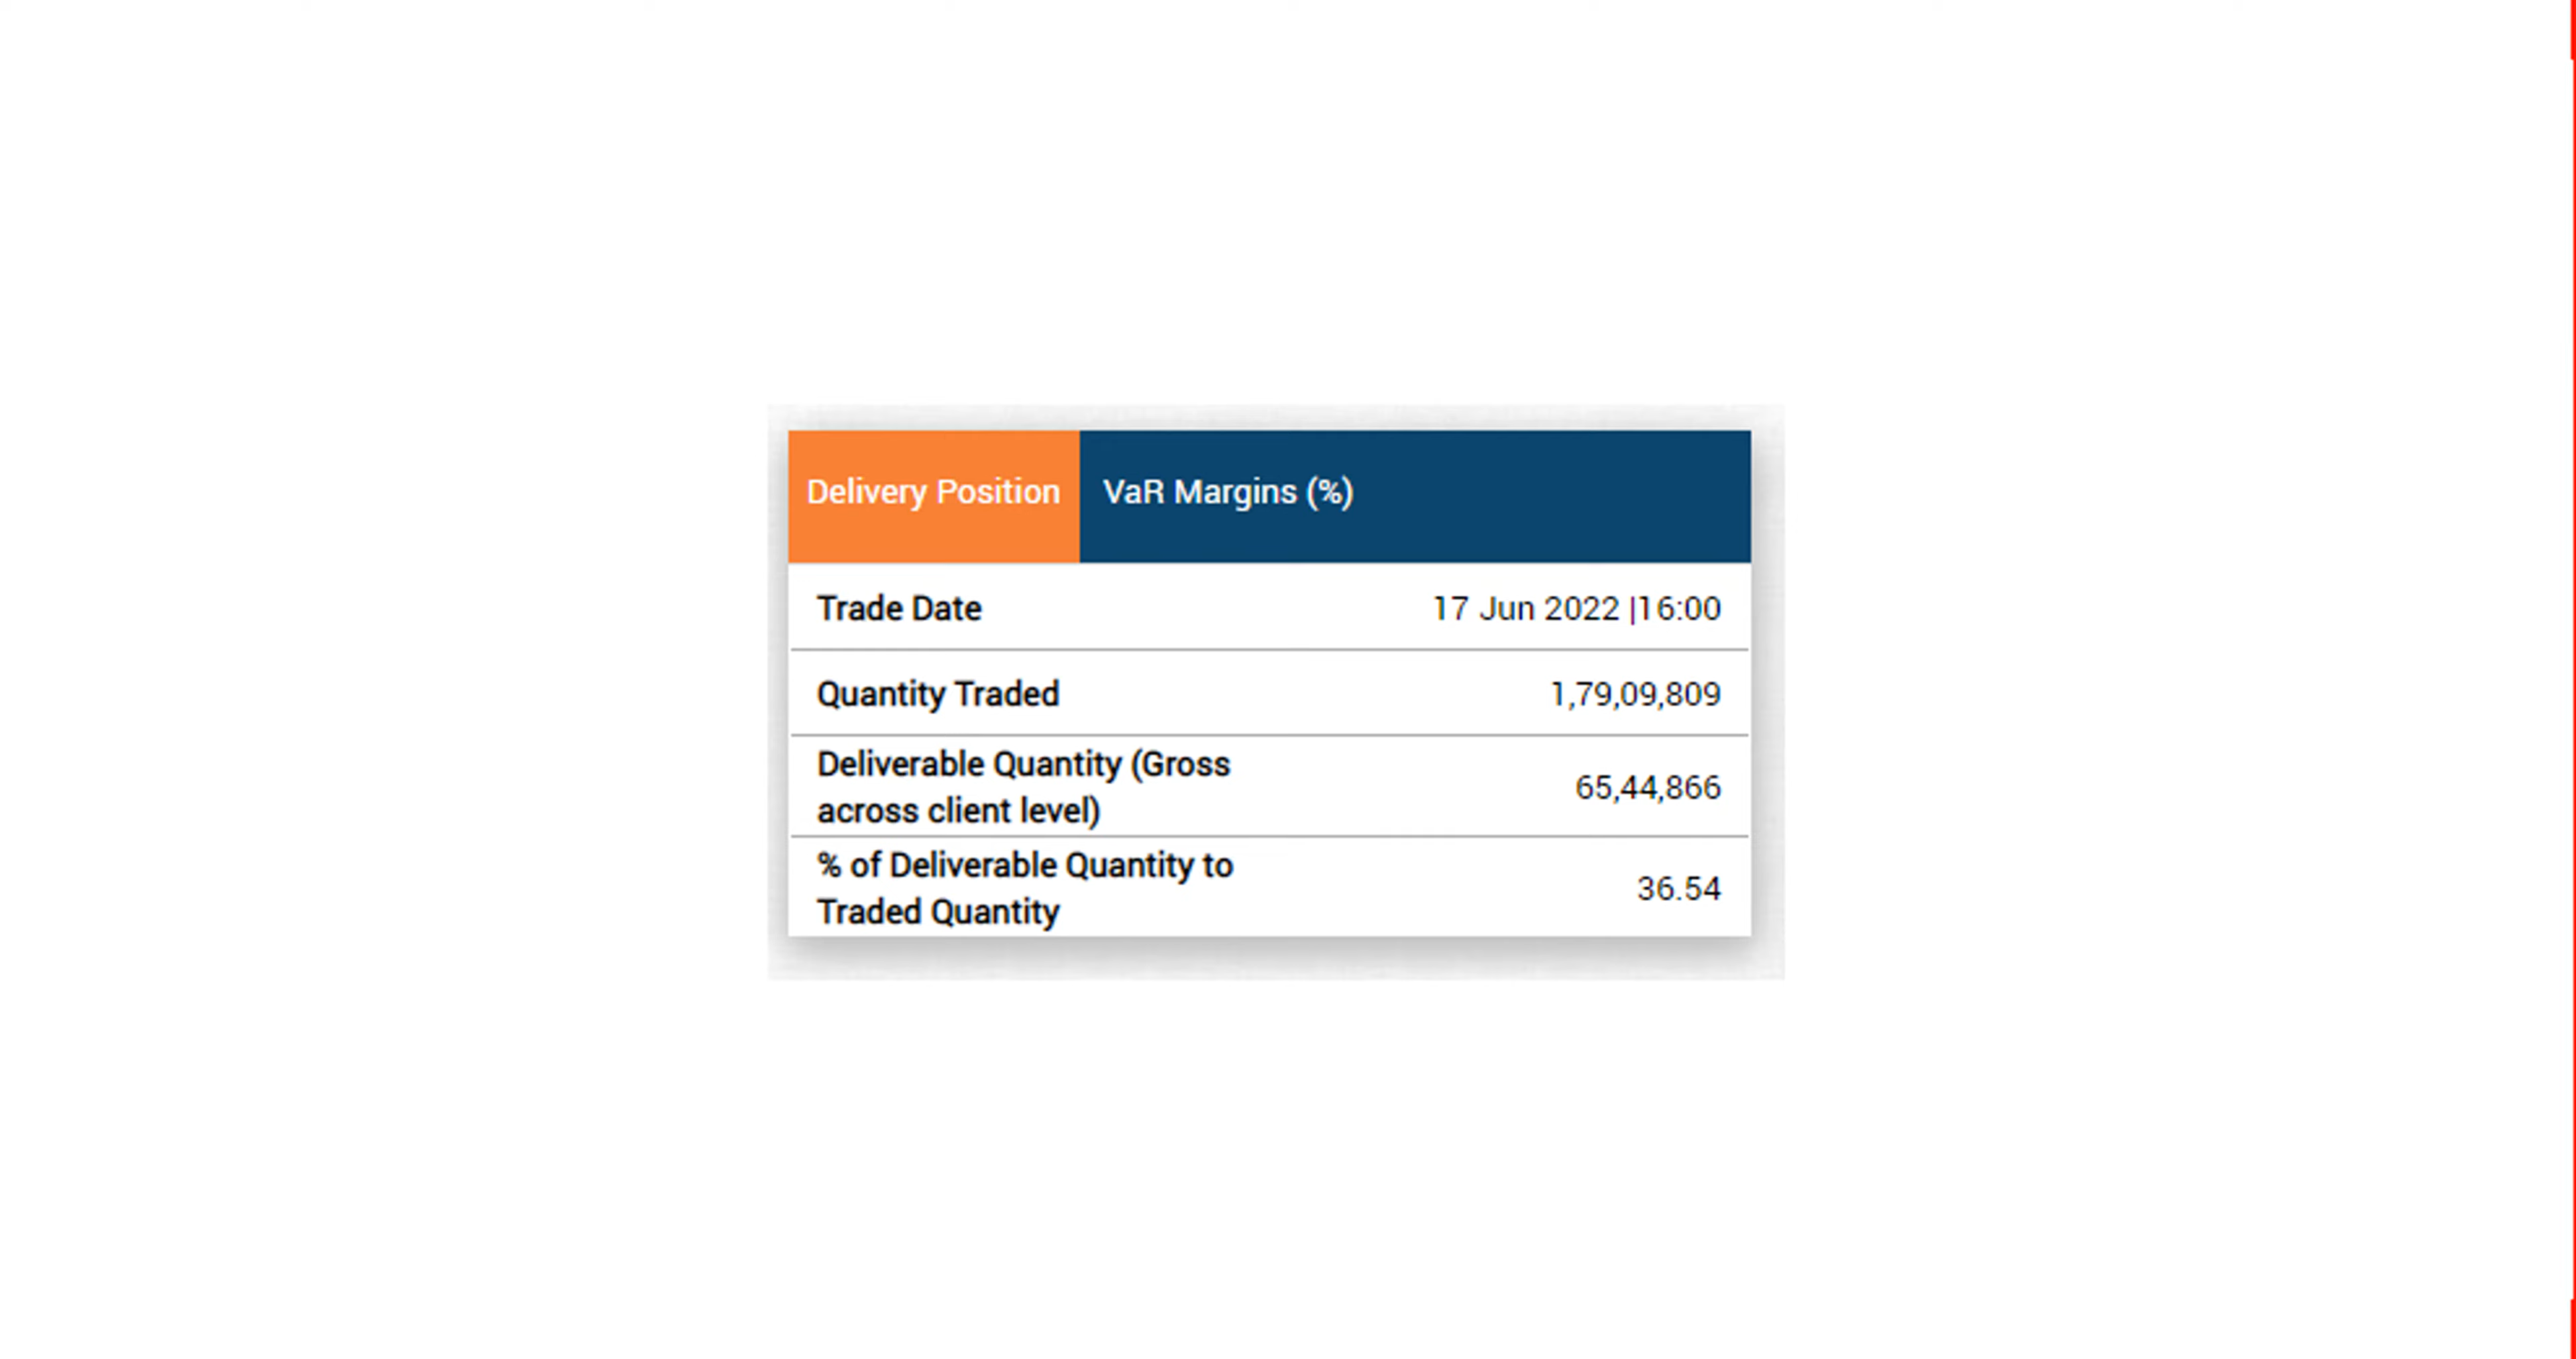 Delivery Position VaR Margins (%)
Trade Date 17 Jun 2022 |16:00
Quantity Traded 1,79,09,809
Deliverable Quantity (Gross
across client level) 65,44,866
% of Deliverable Quantity to
Traded Quantity 36.54